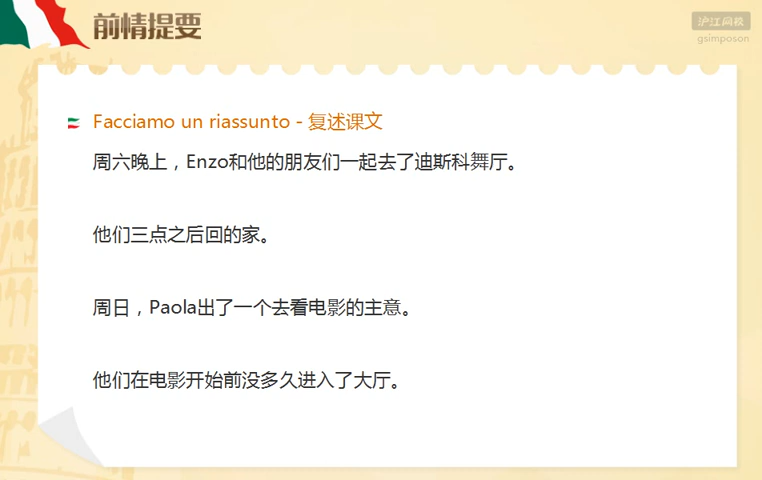 前情提要
沪江网校
gsimposon
Facciamo un riassunto - 复述课文
周六晚上，Enzo和他的朋友们一起去了迪斯科舞厅。
他们三点之后回的家。
周日，Paola出了一个去看电影的主意。
他们在电影开始前没多久进入了大厅。